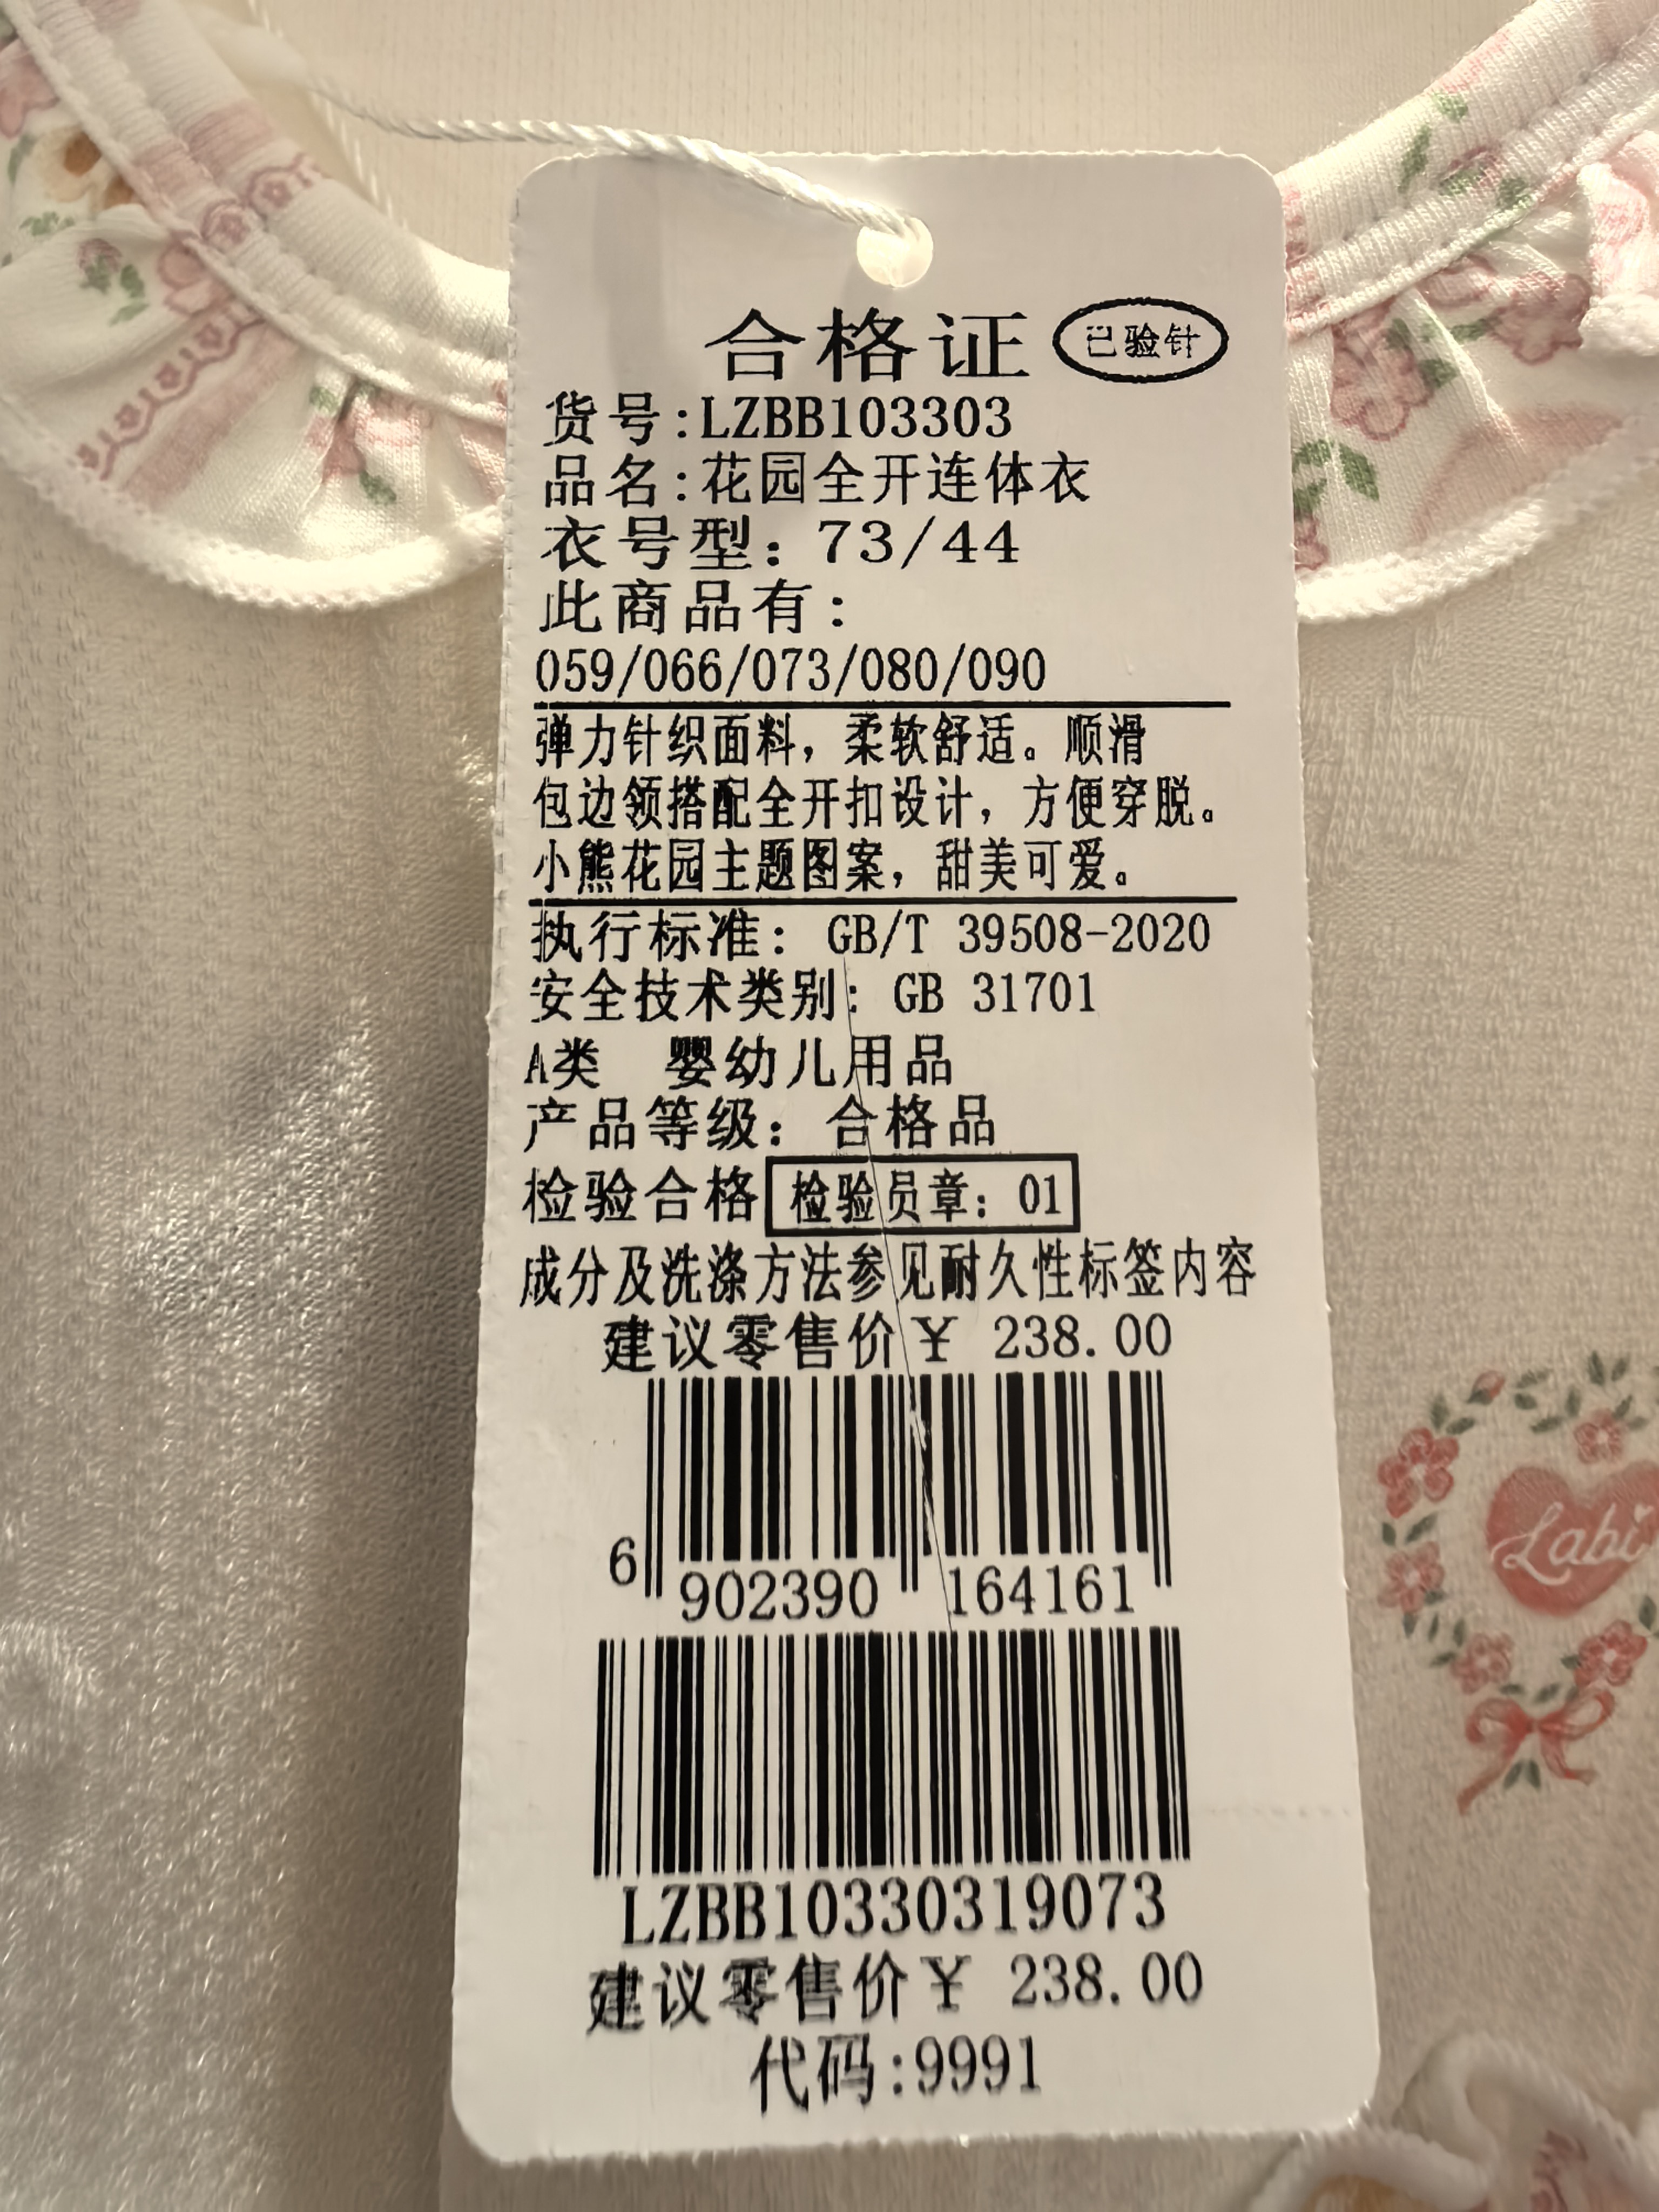 合格证 已验针
货号:LZBB103303
品名:花园全开连体衣
衣号型：73/44
此商品有：
059/066/073/080/090
弹力针织面料，柔软舒适。顺滑
包边领搭配全开扣设计，方便穿脱。
小熊花园主题图案，甜美可爱。
执行标准：GB/T 39508-2020
安全技术类别：GB 31701
A类 婴幼儿用品
产品等级：合格品
检验合格 检验员章：01
成分及洗涤方法参见耐久性标签内容
建议零售价￥ 238.00
6 902390 164161
LZBB10330319073
建议零售价￥ 238.00
代码:9991